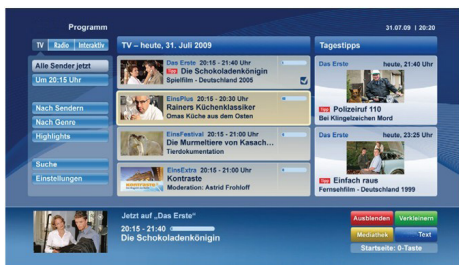 Programm
31.07.09 | 20:20
TV Radio Interaktiv
Alle Sender jetzt
Um 20:15 Uhr
Nach Sendern
Nach Genre
Highlights
Suche
Einstellungen
TV – heute, 31. Juli 2009
Das Erste 20:15 - 21:40 Uhr
Tipp Die Schokoladenkönigin
Spielfilm - Deutschland 2005
EinsPlus 20:15 - 20:30 Uhr
Rainers Küchenklassiker
Omas Küche aus dem Osten
EinsFestival 20:15 - 21:00 Uhr
Die Murmeltiere von Kasach...
Tierdokumentation
EinsExtra 20:15 - 21:00 Uhr
Kontraste
Moderation: Astrid Frohloff
Tagestipps
Das Erste heute, 21:40 Uhr
Tipp Polizeiruf 110
Bei Klingelzeichen Mord
Das Erste heute, 23:25 Uhr
Tipp Einfach raus
Fernsehfilm - Deutschland 1999
Jetzt auf „Das Erste“
20:15 - 21:40
Die Schokoladenkönigin
Ausblenden Verkleinern
Mediathek Text
Startseite: 0-Taste